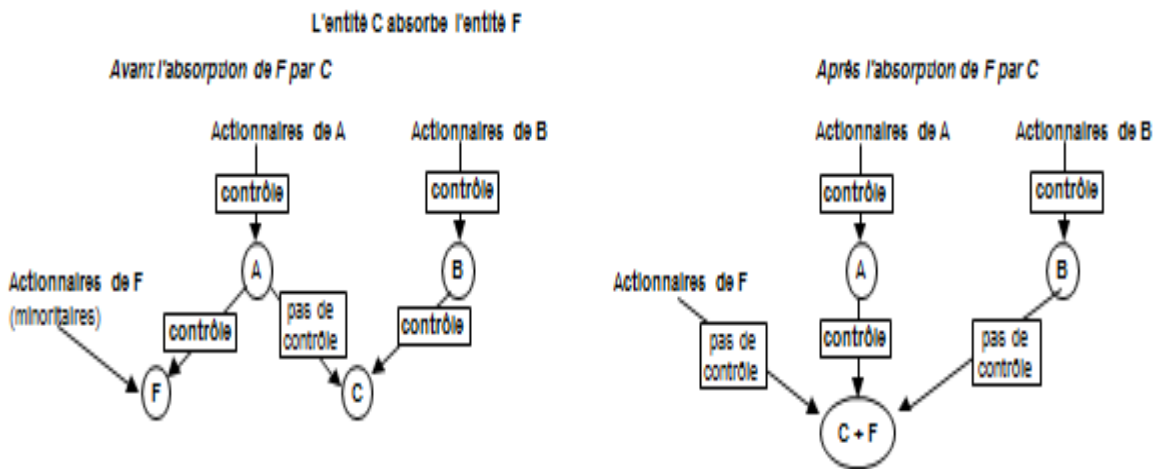 L'entité C absorbe l'entité F
Avant l'absorption de F par C
Actionnaires de A
Actionnaires de B
contrôle
contrôle
A
B
Actionnaires de F
(minoritaires)
contrôle
pas de
contrôle
contrôle
F
C
Après l'absorption de F par C
Actionnaires de A
Actionnaires de B
contrôle
contrôle
A
B
Actionnaires de F
pas de
contrôle
contrôle
pas de
contrôle
C + F